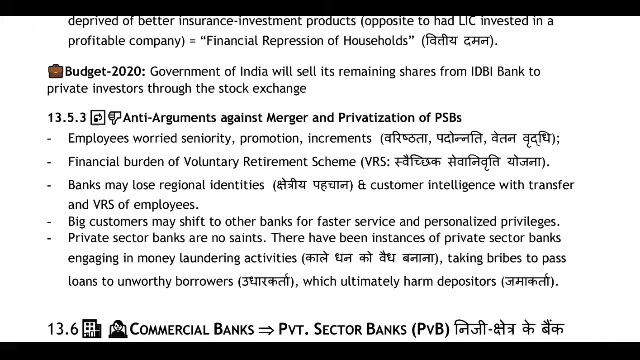 deprived of better insurance-investment products (opposite to had LIC invested in a
profitable company) = “Financial Repression of Households” (वितीय दमन).
💼Budget-2020: Government of India will sell its remaining shares from IDBI Bank to
private investors through the stock exchange
13.5.3 Anti-Arguments against Merger and Privatization of PSBs
- Employees worried seniority, promotion, increments (वरिष्ठता, पदोन्नति, वेतन वृद्धि);
- Financial burden of Voluntary Retirement Scheme (VRS: स्वैच्छिक सेवानिवृति योजना).
- Banks may lose regional identities (क्षेत्रीय पहचान) & customer intelligence with transfer
and VRS of employees.
- Big customers may shift to other banks for faster service and personalized privileges.
- Private sector banks are no saints. There have been instances of private sector banks
engaging in money laundering activities (काले धन को वैध बनाना), taking bribes to pass
loans to unworthy borrowers (उधारकर्ता), which ultimately harm depositors (जमाकर्ता).
13.6 COMMERCIAL BANKS ⇒ PVT. SECTOR BANKS (PVB) निजी-क्षेत्र के बैंक